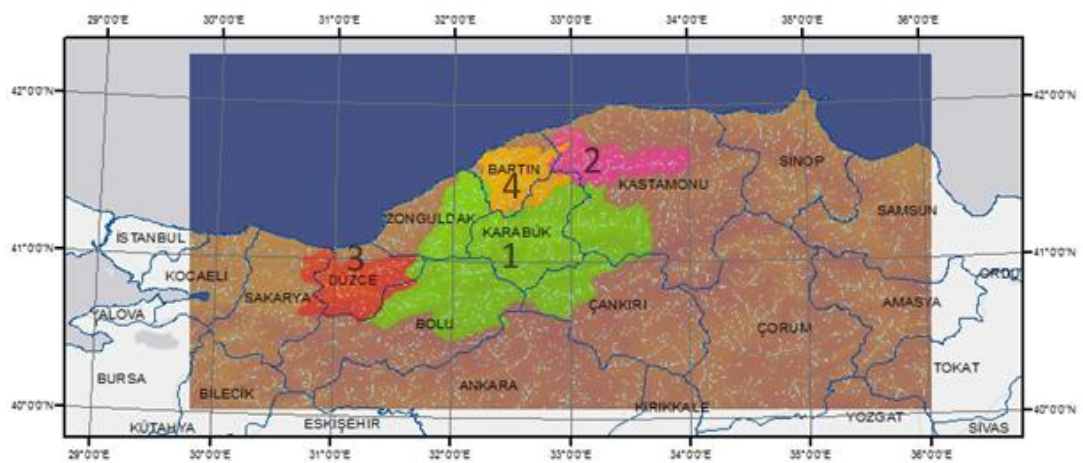 29°0'0"E 30°0'0"E 31°0'0"E 32°0'0"E 33°0'0"E 34°0'0"E 35°0'0"E 36°0'0"E
42°0'0"N 42°0'0"N
2 SİNOP
BARTIN
4 KASTAMONU
ZONGULDAK SAMSUN
İSTANBUL KARABÜK
41°0'0"N 3 1 41°0'0"N
KOCAELİ DÜZCE ORDU
SAKARYA ÇANKIRI AMASYA
YALOVA BOLU ÇORUM
TOKAT
BURSA ANKARA
BİLECİK
40°0'0"N KIRIKKALE 40°0'0"N
KÜTAHYA ESKİŞEHİR YOZGAT SİVAS
29°0'0"E 30°0'0"E 31°0'0"E 32°0'0"E 33°0'0"E 34°0'0"E 35°0'0"E 36°0'0"E